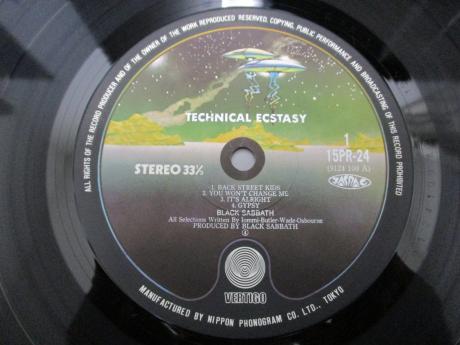 ALL RIGHTS OF THE RECORD PRODUCER AND OF THE OWNER OF THE WORK REPRODUCED RESERVED. COPYING, PUBLIC PERFORMANCE AND BROADCASTING OF THIS RECORD PROHIBITED
TECHNICAL ECSTASY
1
15PR-24
(9124 100 A)
STEREO 33⅓
1. BACK STREET KIDS
2. YOU WON'T CHANGE ME
3. IT'S ALRIGHT
4. GYPSY
BLACK SABBATH
All Selections Written By Iommi-Butler-Wade-Osbourne
PRODUCED BY BLACK SABBATH
VERTIGO
MANUFACTURED BY NIPPON PHONOGRAM CO. LTD., TOKYO